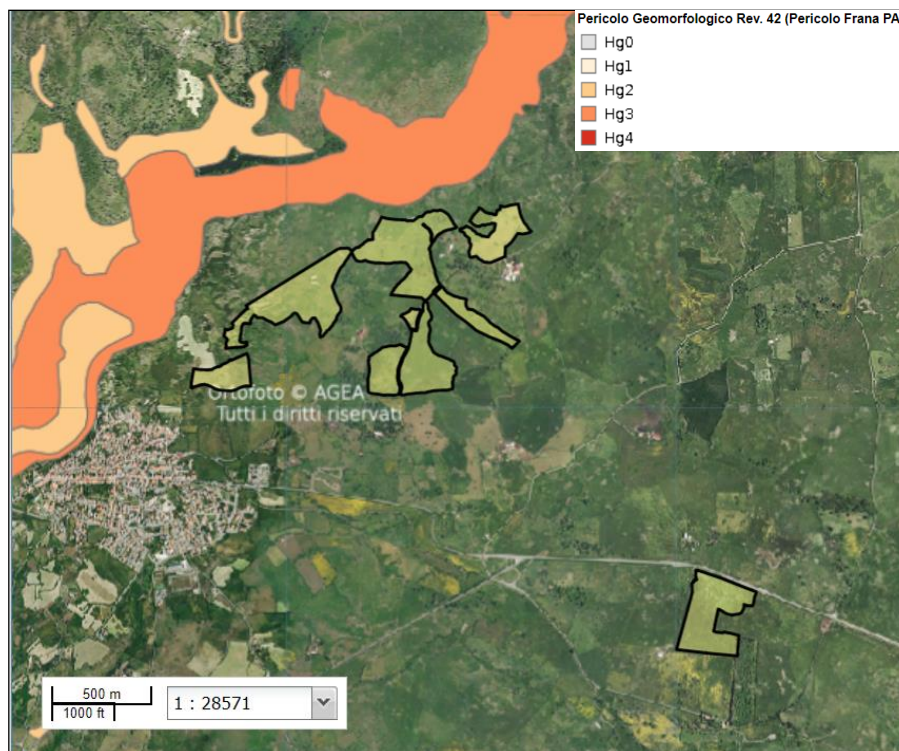 Pericolo Geomorfologico Rev. 42 (Pericolo Frana PA
Hg0
Hg1
Hg2
Hg3
Hg4
Ortofoto © AGEA
Tutti i diritti riservati
500 m
1000 ft
1 : 28571